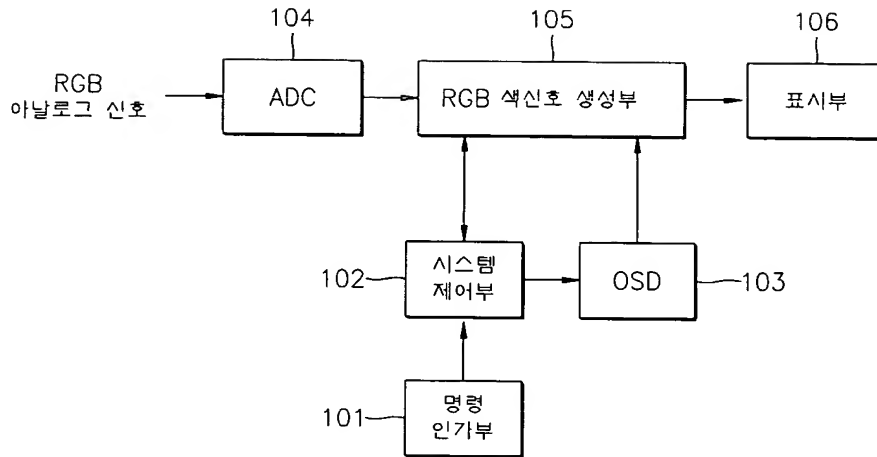 104
105
106
RGB
아날로그 신호
ADC
RGB 색신호 생성부
표시부
102
시스템
제어부
OSD
103
101
명령
인가부